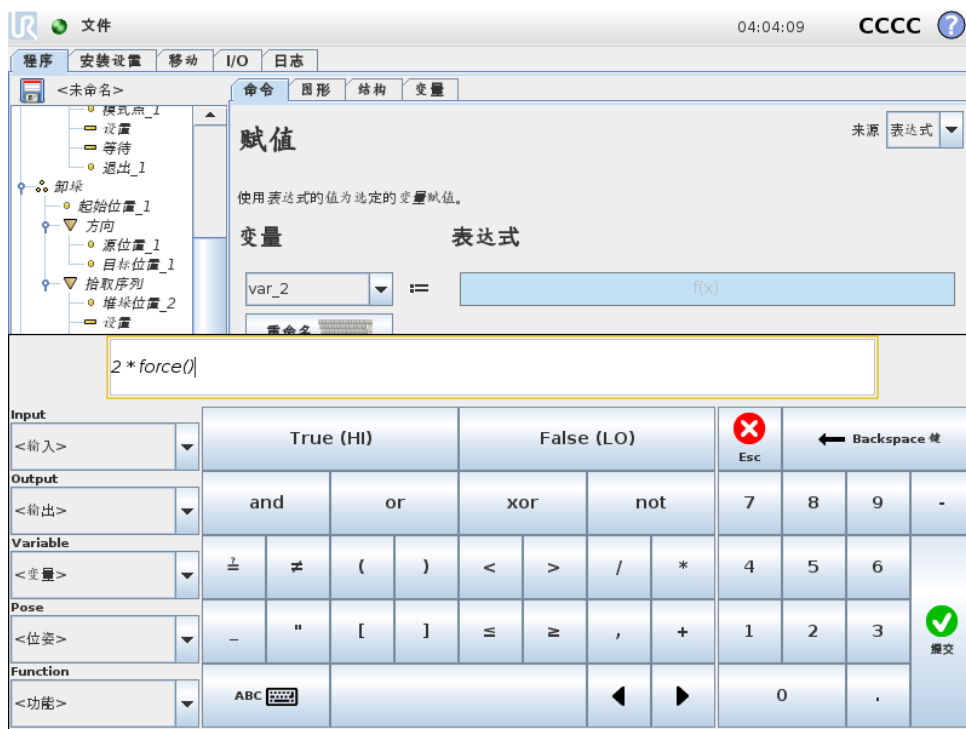 UR 文件 04:04:09 CCCC ?
程序 安装设置 移动 I/O 日志
<未命名> 命令 图形 结构 变量
模式点_1
设置
等待
退出_1
卸垛
起始位置_1
方向
源位置_1
目标位置_1
拾取序列
堆垛位置_2
设置
赋值 来源 表达式
使用表达式的值为选定的变量赋值。
变量 表达式
var_2 := f(x)
重命名
2 * force()
Input
<输入> True (HI) False (LO) Esc Backspace 键
Output
<输出> and or xor not 7 8 9 -
Variable
<变量> ≟ ≠ ( ) < > / * 4 5 6
Pose
<位姿> _ " [ ] ≤ ≥ , + 1 2 3 提交
Function
<功能> ABC 0 .